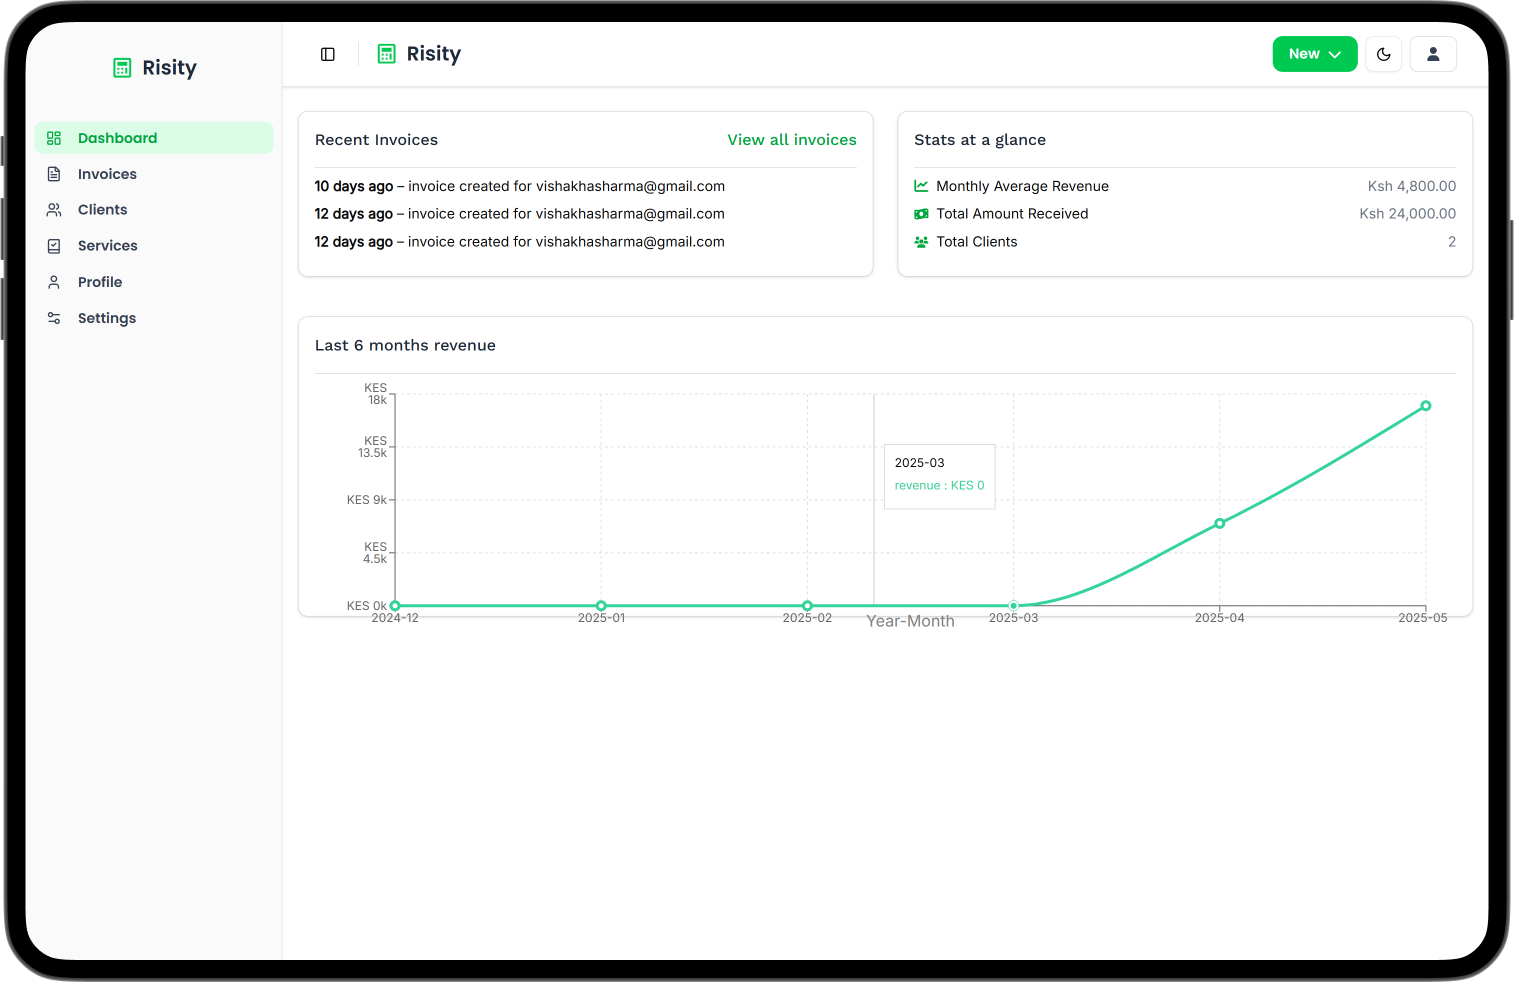 Risity
Dashboard
Invoices
Clients
Services
Profile
Settings
Risity
New
Recent Invoices
View all invoices
10 days ago – invoice created for vishakhasharma@gmail.com
12 days ago – invoice created for vishakhasharma@gmail.com
12 days ago – invoice created for vishakhasharma@gmail.com
Stats at a glance
Monthly Average Revenue Ksh 4,800.00
Total Amount Received Ksh 24,000.00
Total Clients 2
Last 6 months revenue
KES
18k
KES
13.5k
KES 9k
KES
4.5k
KES 0k
2025-03
revenue : KES 0
2024-12 2025-01 2025-02 2025-03 2025-04 2025-05
Year-Month